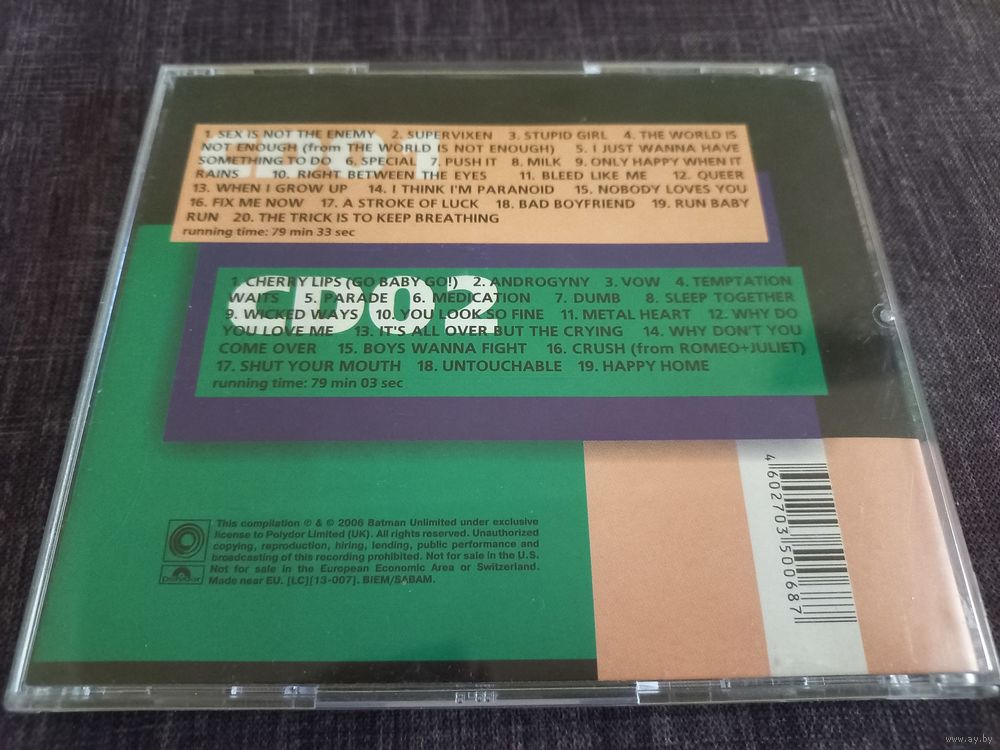 CD01
1. SEX IS NOT THE ENEMY 2. SUPERVIXEN 3. STUPID GIRL 4. THE WORLD IS
NOT ENOUGH (from THE WORLD IS NOT ENOUGH) 5. I JUST WANNA HAVE
SOMETHING TO DO 6. SPECIAL 7. PUSH IT 8. MILK 9. ONLY HAPPY WHEN IT
RAINS 10. RIGHT BETWEEN THE EYES 11. BLEED LIKE ME 12. QUEER
13. WHEN I GROW UP 14. I THINK I'M PARANOID 15. NOBODY LOVES YOU
16. FIX ME NOW 17. A STROKE OF LUCK 18. BAD BOYFRIEND 19. RUN BABY
RUN 20. THE TRICK IS TO KEEP BREATHING
running time: 79 min 33 sec
CD02
1. CHERRY LIPS (GO BABY GO!) 2. ANDROGYNY 3. VOW 4. TEMPTATION
WAITS 5. PARADE 6. MEDICATION 7. DUMB 8. SLEEP TOGETHER
9. WICKED WAYS 10. YOU LOOK SO FINE 11. METAL HEART 12. WHY DO
YOU LOVE ME 13. IT'S ALL OVER BUT THE CRYING 14. WHY DON'T YOU
COME OVER 15. BOYS WANNA FIGHT 16. CRUSH (from ROMEO+JULIET)
17. SHUT YOUR MOUTH 18. UNTOUCHABLE 19. HAPPY HOME
running time: 79 min 03 sec
This compilation ℗ & © 2006 Batman Unlimited under exclusive
license to Polydor Limited (UK). All rights reserved. Unauthorized
copying, reproduction, hiring, lending, public performance and
broadcasting of this recording prohibited. Not for sale in the U.S.
Not for sale in the European Economic Area or Switzerland.
Made near EU. [LC][13-007]. BIEM/SABAM.
polydor
4 602703 500687
www.ay.by